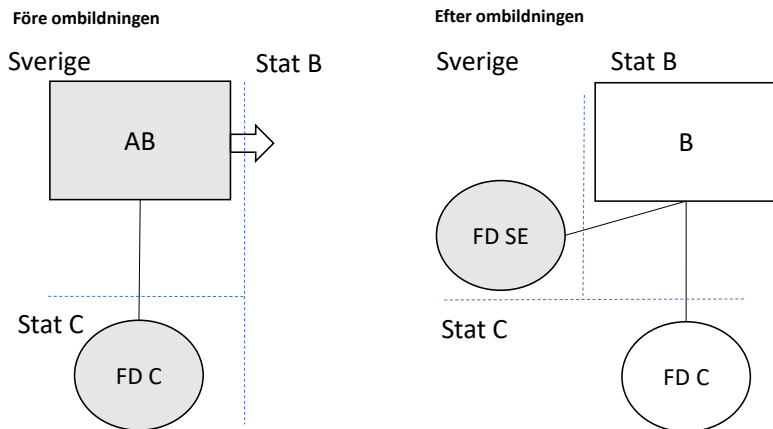 Före ombildningen
Sverige
Stat B
AB
Stat C
FD C
Efter ombildningen
Sverige
Stat B
B
FD SE
Stat C
FD C